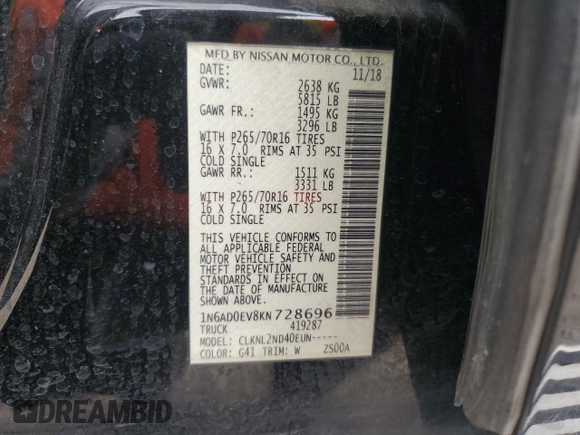 MFD BY NISSAN MOTOR CO., LTD.
DATE: 11/18
GVWR: 2638 KG
5815 LB
GAWR FR.: 1495 KG
3296 LB
WITH P265/70R16 TIRES
16 X 7.0 RIMS AT 35 PSI
COLD SINGLE
GAWR RR.: 1511 KG
3331 LB
WITH P265/70R16 TIRES
16 X 7.0 RIMS AT 35 PSI
COLD SINGLE
THIS VEHICLE CONFORMS TO
ALL APPLICABLE FEDERAL
MOTOR VEHICLE SAFETY AND
THEFT PREVENTION
STANDARDS IN EFFECT ON
THE DATE OF MANUFACTURE
SHOWN ABOVE.
1N6AD0EV8KN728696
TRUCK 419287
MODEL: CLKNL2ND40EUN-----
COLOR: G41 TRIM: W 2500A
DREAMBID